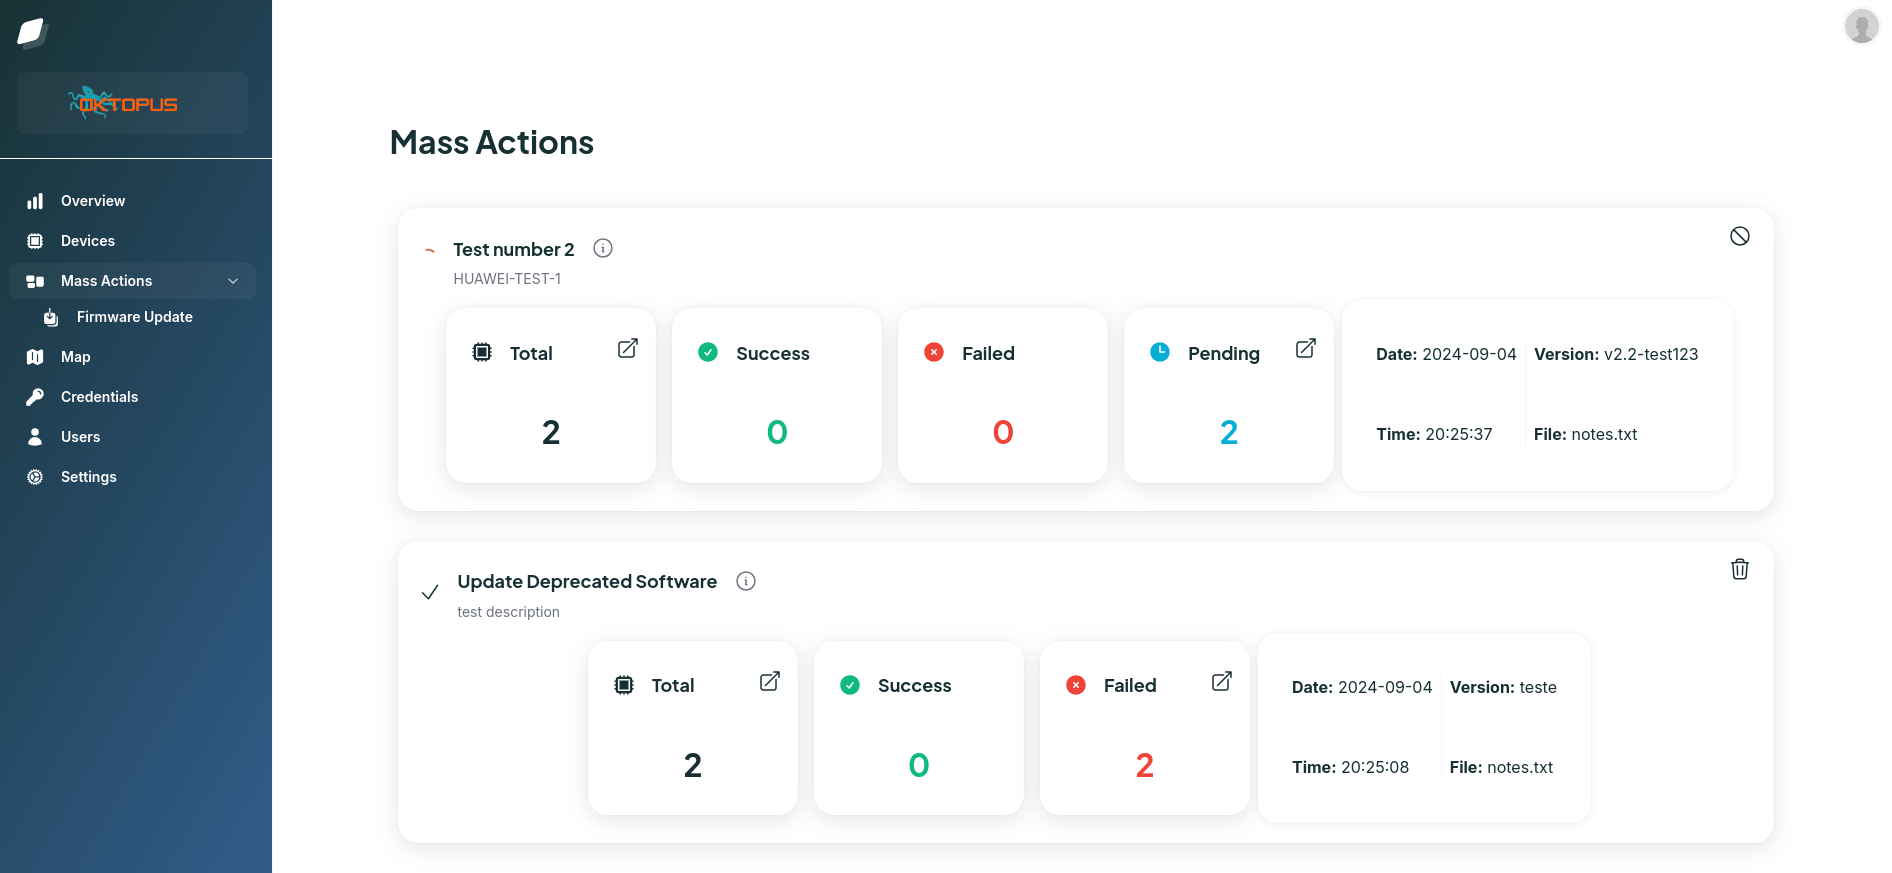 OKTOPUS
Overview
Devices
Mass Actions
Firmware Update
Map
Credentials
Users
Settings
Mass Actions
Test number 2
HUAWEI-TEST-1
Total
Success
Failed
Pending
2
0
0
2
Date: 2024-09-04
Version: v2.2-test123
Time: 20:25:37
File: notes.txt
Update Deprecated Software
test description
Total
Success
Failed
2
0
2
Date: 2024-09-04
Version: teste
Time: 20:25:08
File: notes.txt